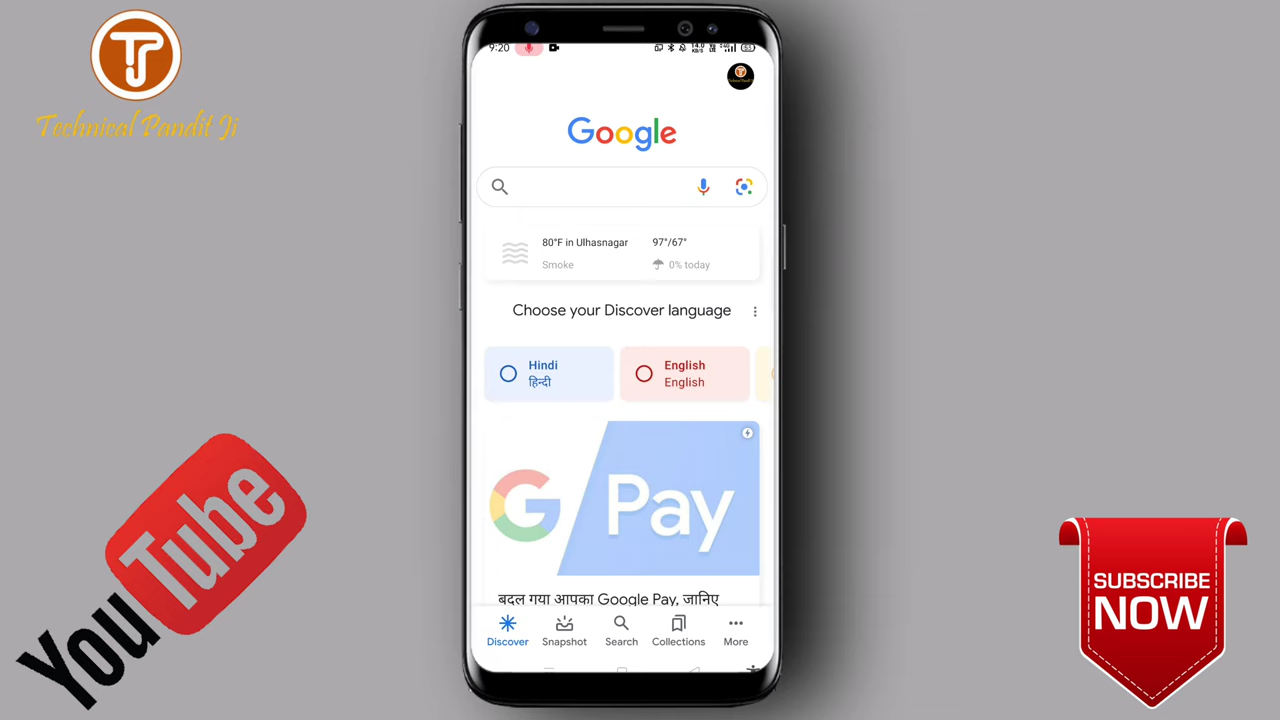 Technical Pandit Ji
9:20
Google
80°F in Ulhasnagar
97°/67°
Smoke
0% today
Choose your Discover language
Hindi
हिन्दी
English
English
G Pay
बदल गया आपका Google Pay, जानिए
Discover
Snapshot
Search
Collections
More
YouTube
SUBSCRIBE
NOW